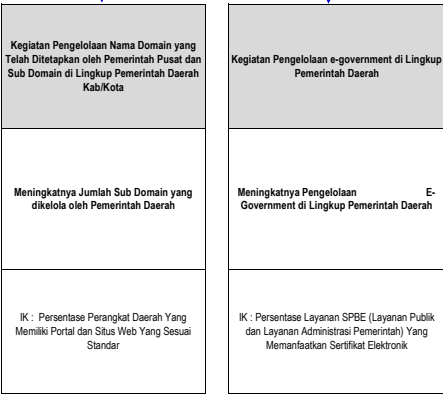 Kegiatan Pengelolaan Nama Domain yang
Telah Ditetapkan oleh Pemerintah Pusat dan
Sub Domain di Lingkup Pemerintah Daerah
Kab/Kota
Meningkatnya Jumlah Sub Domain yang
dikelola oleh Pemerintah Daerah
IK : Persentase Perangkat Daerah Yang
Memiliki Portal dan Situs Web Yang Sesuai
Standar
Kegiatan Pengelolaan e-government di Lingkup
Pemerintah Daerah
Meningkatnya Pengelolaan E-
Government di Lingkup Pemerintah Daerah
IK : Persentase Layanan SPBE (Layanan Publik
dan Layanan Administrasi Pemerintah) Yang
Memanfaatkan Sertifikat Elektronik